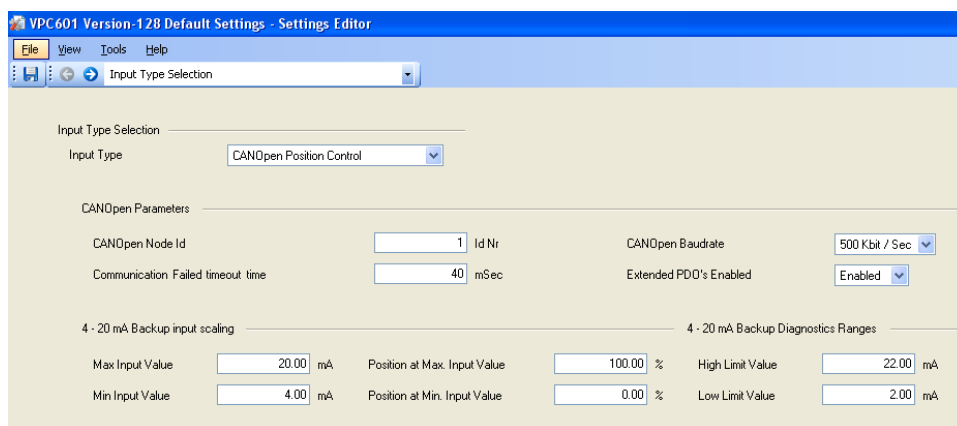 VPC601 Version-128 Default Settings - Settings Editor
File View Tools Help
Input Type Selection
Input Type Selection
Input Type CANOpen Position Control
CANOpen Parameters
CANOpen Node Id 1 Id Nr CANOpen Baudrate 500 Kbit / Sec
Communication Failed timeout time 40 mSec Extended PDO's Enabled Enabled
4 - 20 mA Backup input scaling 4 - 20 mA Backup Diagnostics Ranges
Max Input Value 20.00 mA Position at Max. Input Value 100.00 % High Limit Value 22.00 mA
Min Input Value 4.00 mA Position at Min. Input Value 0.00 % Low Limit Value 2.00 mA